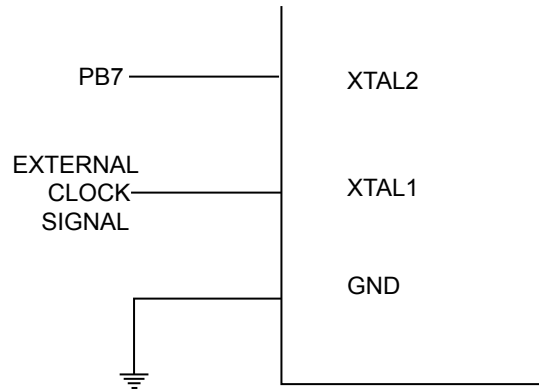 PB7
XTAL2
EXTERNAL
CLOCK
SIGNAL
XTAL1
GND